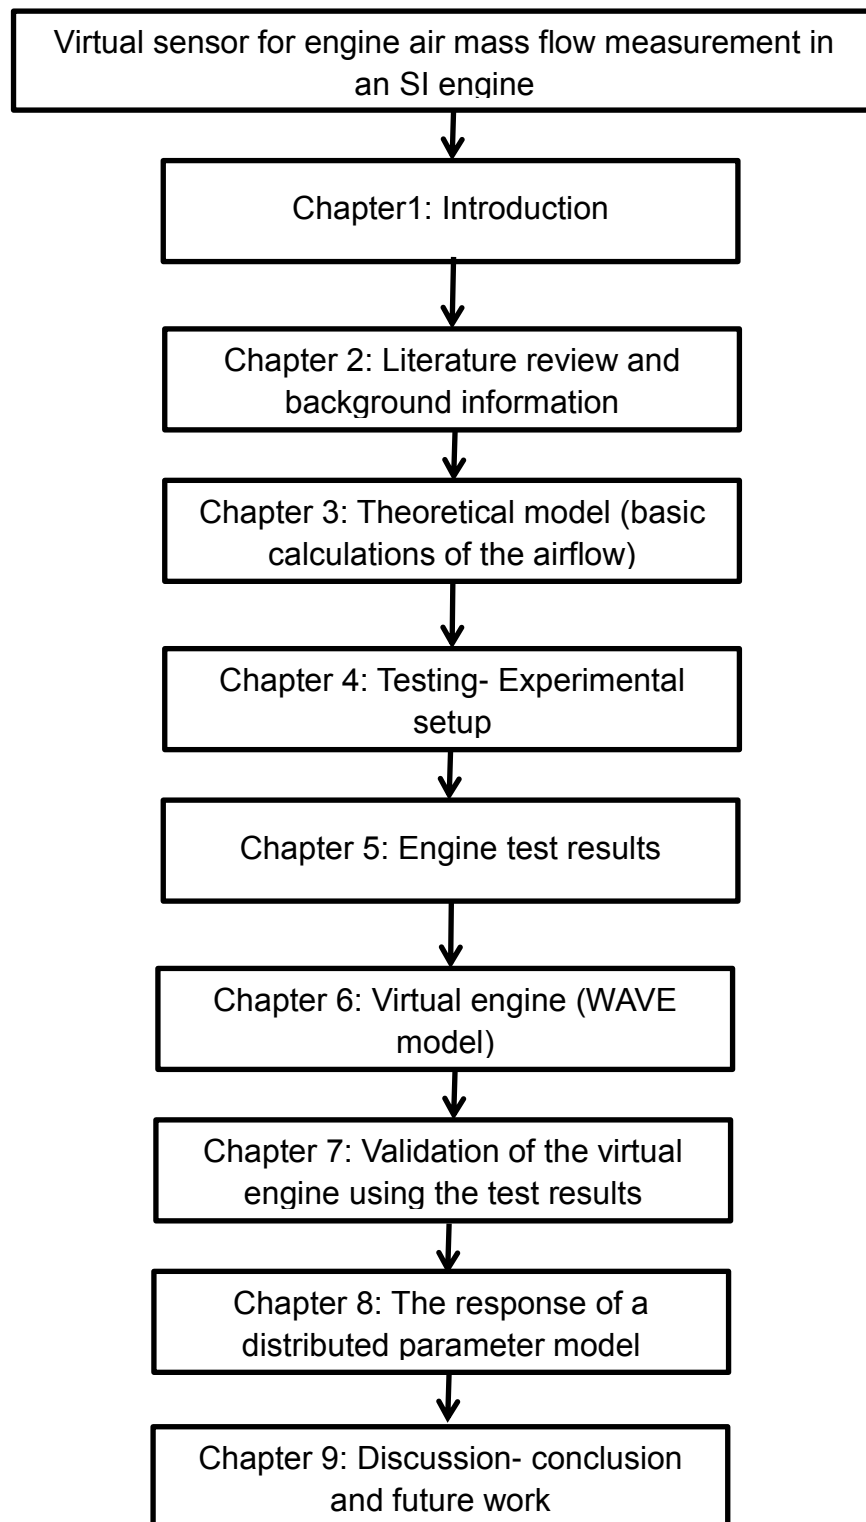 Virtual sensor for engine air mass flow measurement in
an SI engine
Chapter1: Introduction
Chapter 2: Literature review and
background information
Chapter 3: Theoretical model (basic
calculations of the airflow)
Chapter 4: Testing- Experimental
setup
Chapter 5: Engine test results
Chapter 6: Virtual engine (WAVE
model)
Chapter 7: Validation of the virtual
engine using the test results
Chapter 8: The response of a
distributed parameter model
Chapter 9: Discussion- conclusion
and future work